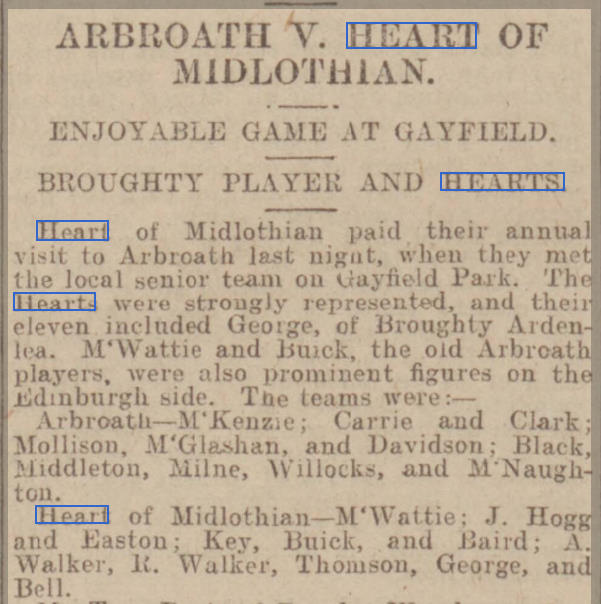 ARBROATH V. HEART OF
MIDLOTHIAN.
ENJOYABLE GAME AT GAYFIELD.
BROUGHTY PLAYER AND HEARTS.
Heart of Midlothian paid their annual
visit to Arbroath last night, when they met
the local senior team on Gayfield Park. The
Hearts were strongly represented, and their
eleven included George, of Broughty Arden-
lea. M'Wattie and Buick, the old Arbroath
players, were also prominent figures on the
Edinburgh side. The teams were:—
Arbroath—M'Kenzie; Carrie and Clark;
Mollison, M'Glashan, and Davidson; Black,
Middleton, Milne, Willocks, and M'Naugh-
ton.
Heart of Midlothian—M'Wattie; J. Hogg
and Easton; Key, Buick, and Baird; A.
Walker, R. Walker, Thomson, George, and
Bell.